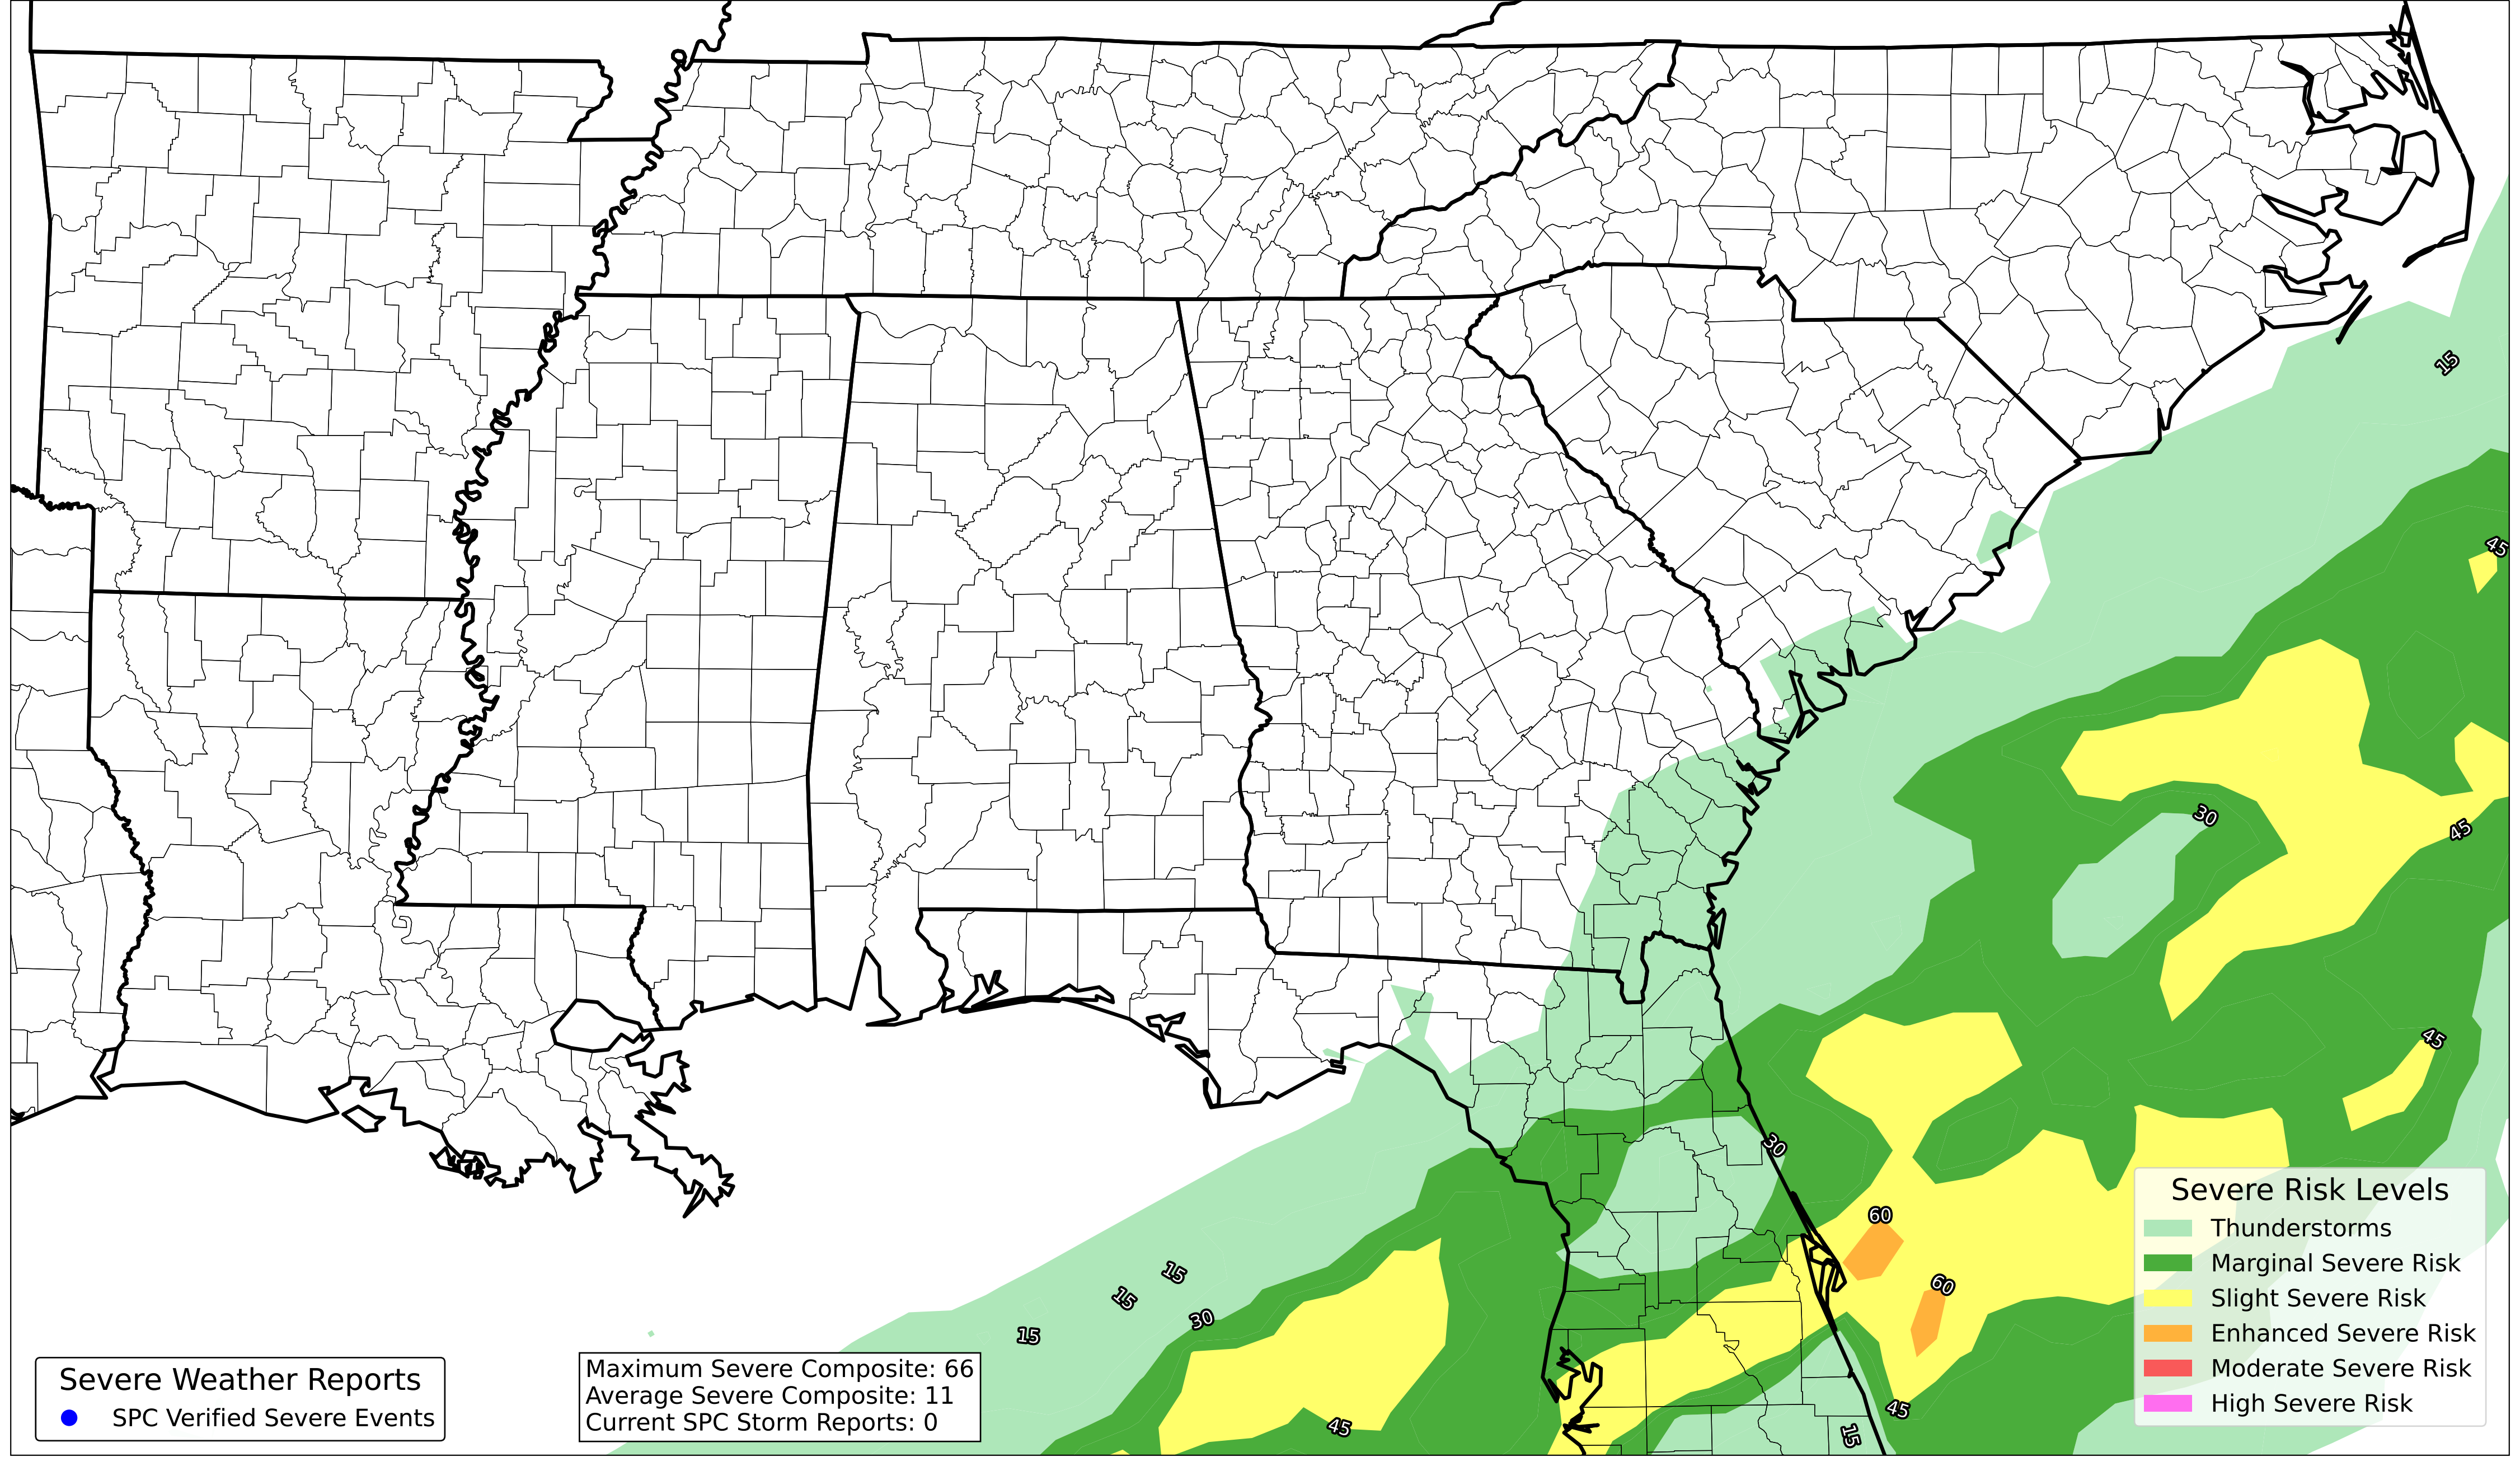 15
45
30
45
45
30
60
60
15
15
30
15
45
45
15
Severe Risk Levels
Thunderstorms
Marginal Severe Risk
Slight Severe Risk
Enhanced Severe Risk
Moderate Severe Risk
High Severe Risk
Severe Weather Reports
SPC Verified Severe Events
Maximum Severe Composite: 66
Average Severe Composite: 11
Current SPC Storm Reports: 0